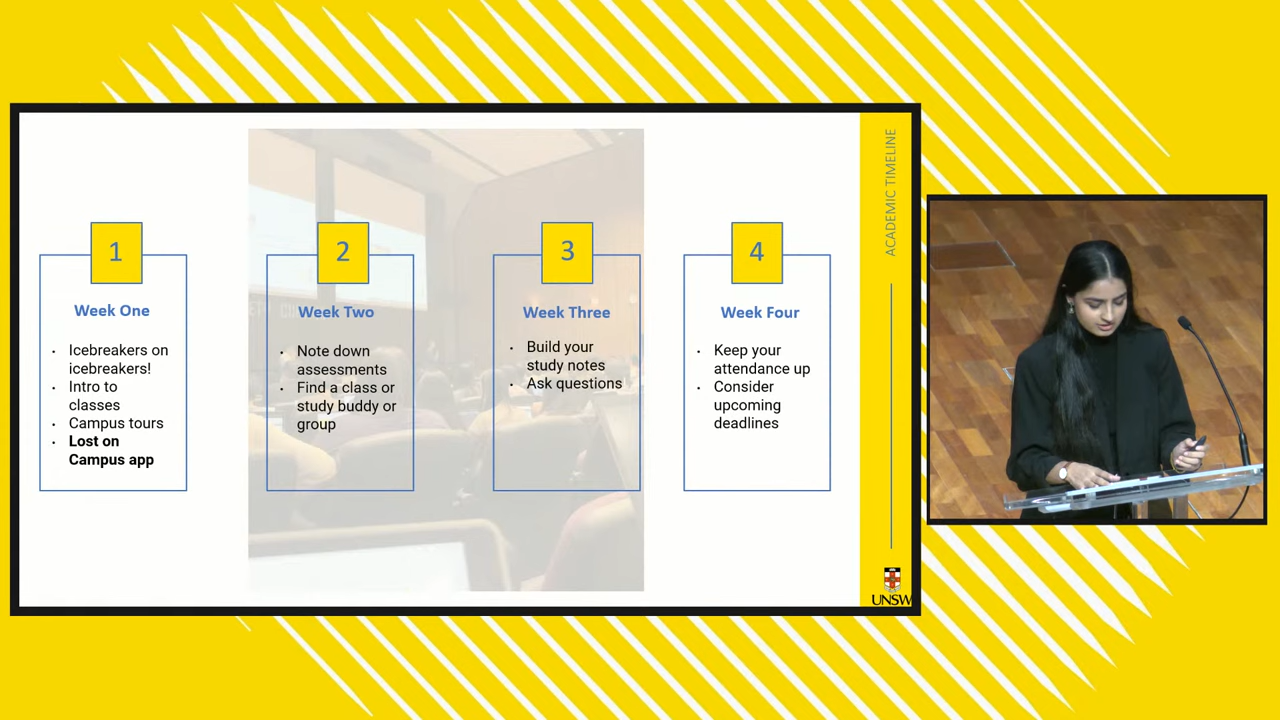 1
Week One
· Icebreakers on
icebreakers!
· Intro to
classes
· Campus tours
· Lost on
Campus app
2
Week Two
· Note down
assessments
· Find a class or
study buddy or
group
3
Week Three
· Build your
study notes
· Ask questions
4
Week Four
· Keep your
attendance up
· Consider
upcoming
deadlines
ACADEMIC TIMELINE
UNSW